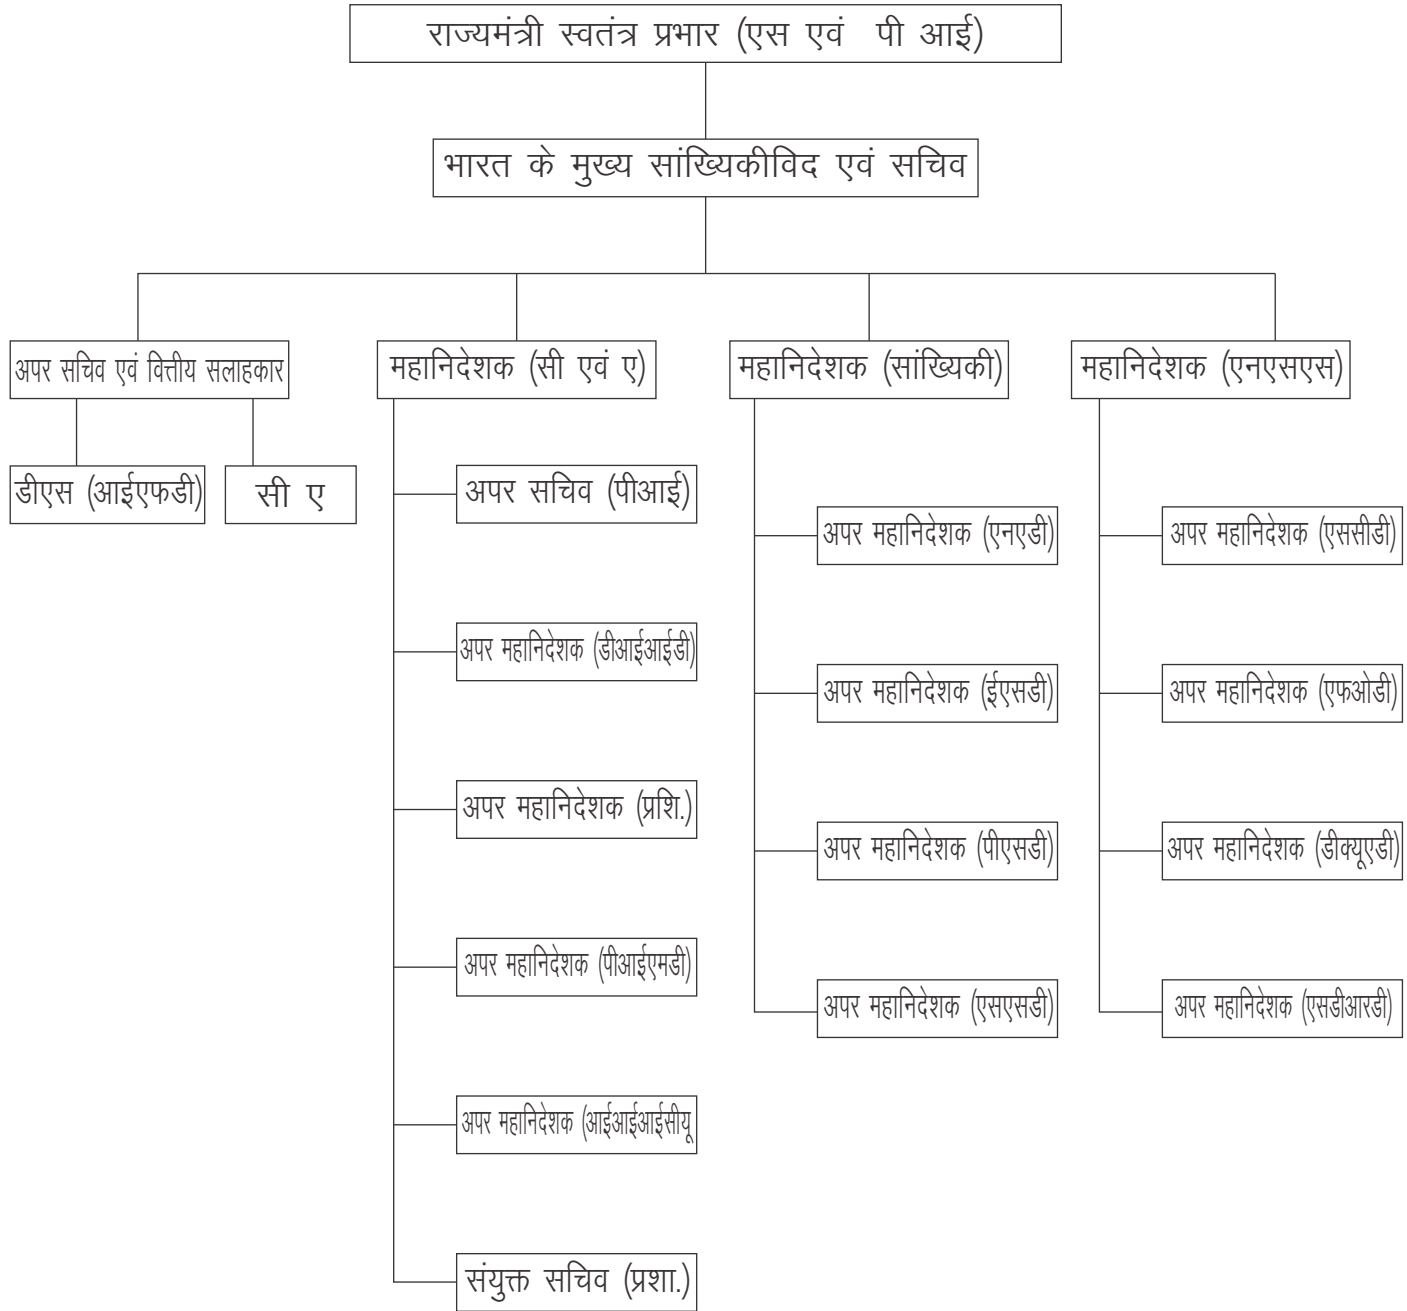 राज्यमंत्री स्वतंत्र प्रभार (एस एवं पी आई)
भारत के मुख्य सांख्यिकीविद एवं सचिव
अपर सचिव एवं वित्तीय सलाहकार
महानिदेशक (सी एवं ए)
महानिदेशक (सांख्यिकी)
महानिदेशक (एनएसएस)
डीएस (आईएफडी)
सी ए
अपर सचिव (पीआई)
अपर महानिदेशक (डीआईआईडी)
अपर महानिदेशक (प्रशि.)
अपर महानिदेशक (पीआईएमडी)
अपर महानिदेशक (आईआईआईसीयू
संयुक्त सचिव (प्रशा.)
अपर महानिदेशक (एनएडी)
अपर महानिदेशक (ईएसडी)
अपर महानिदेशक (पीएसडी)
अपर महानिदेशक (एसएसडी)
अपर महानिदेशक (एससीडी)
अपर महानिदेशक (एफओडी)
अपर महानिदेशक (डीक्यूएडी)
अपर महानिदेशक (एसडीआरडी)